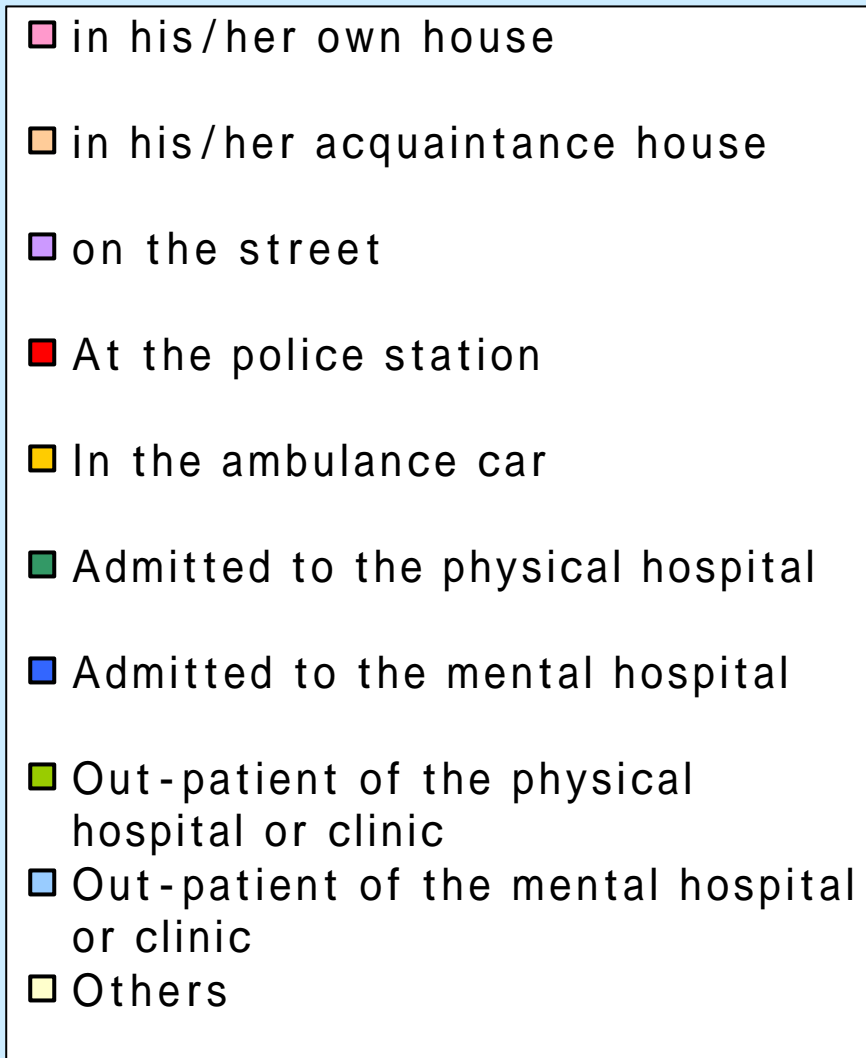 in his/her own house
in his/her acquaintance house
on the street
At the police station
In the ambulance car
Admitted to the physical hospital
Admitted to the mental hospital
Out-patient of the physical
hospital or clinic
Out-patient of the mental hospital
or clinic
Others